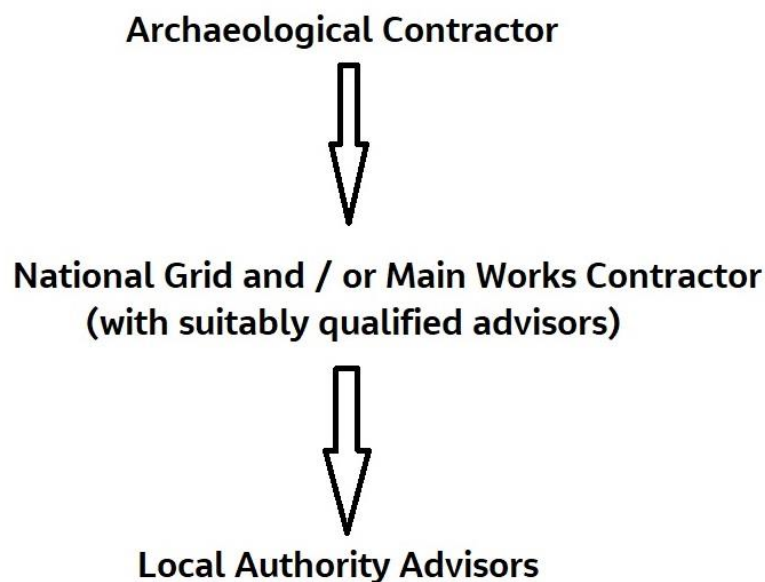 Archaeological Contractor
National Grid and / or Main Works Contractor
(with suitably qualified advisors)
Local Authority Advisors